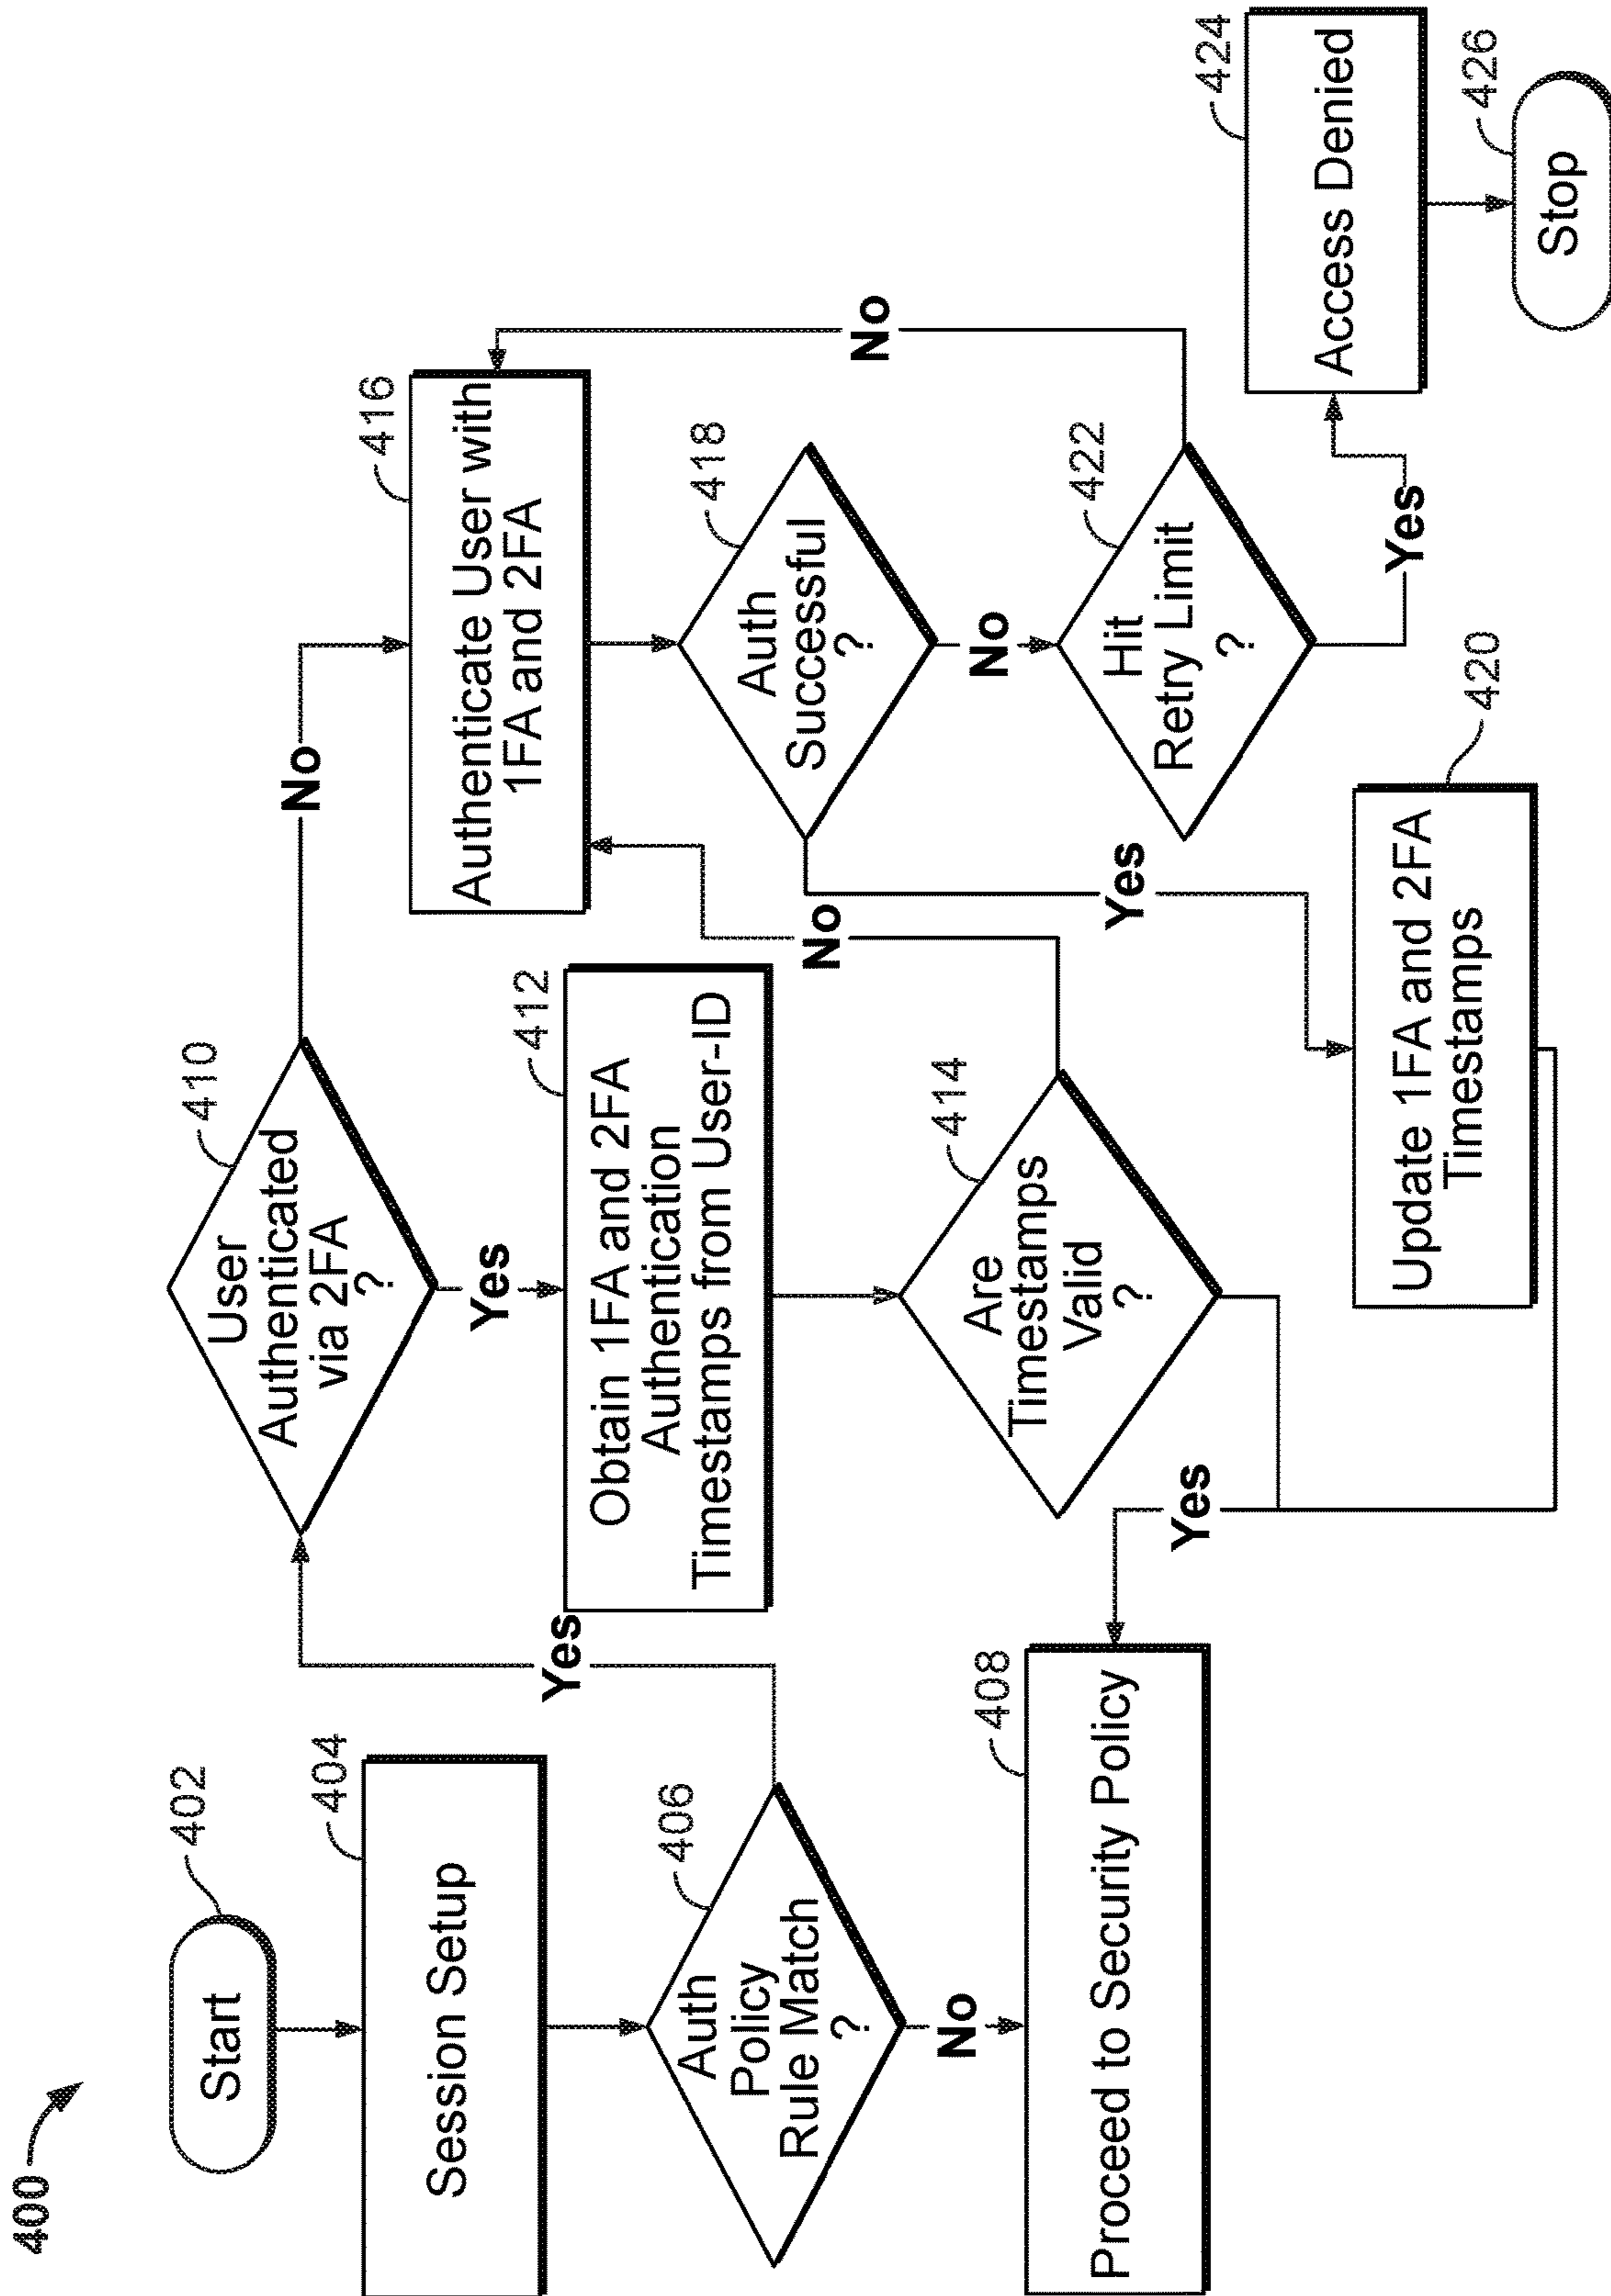 400
402
Start
404
Session Setup
406
Auth
Policy
Rule Match
?
Yes
No
408
Proceed to Security Policy
410
User
Authenticated
via 2FA
?
No
Yes
412
Obtain 1FA and 2FA
Authentication
Timestamps from User-ID
414
Are
Timestamps
Valid
?
No
Yes
416
Authenticate User with
1FA and 2FA
418
Auth
Successful
?
Yes
No
420
Update 1FA and 2FA
Timestamps
422
Hit
Retry Limit
?
No
Yes
424
Access Denied
426
Stop